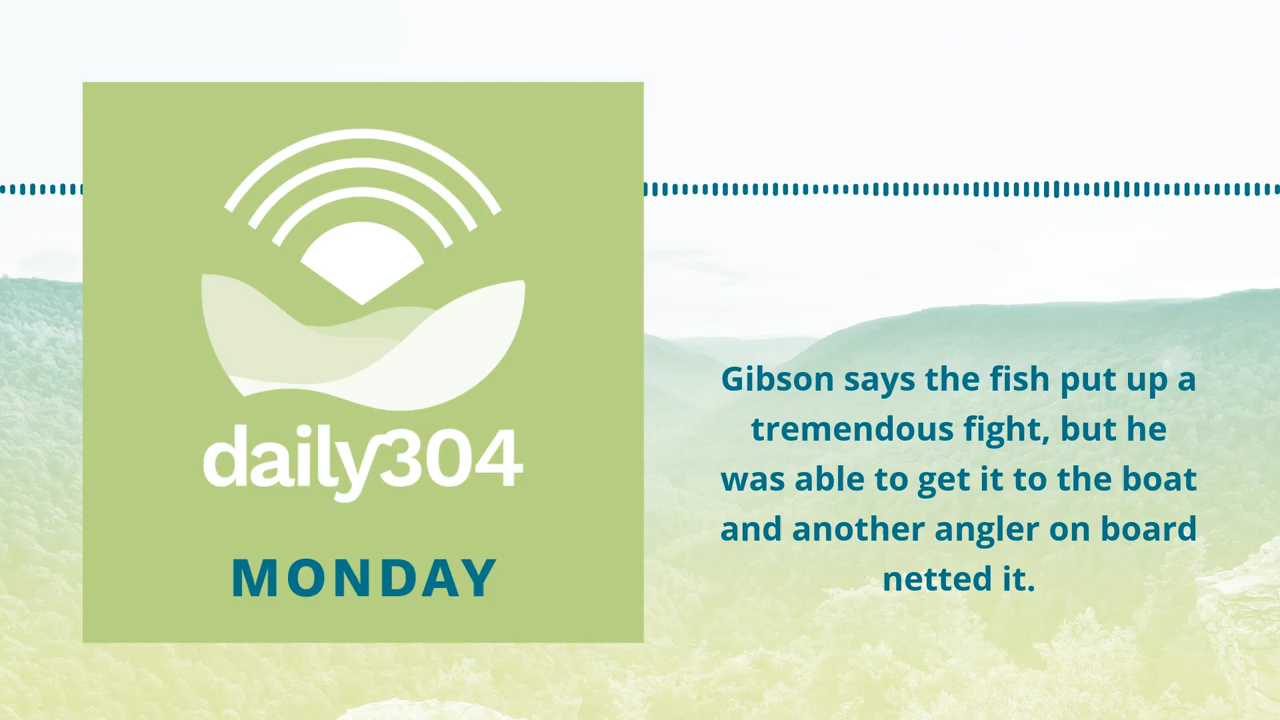 daily304
MONDAY
Gibson says the fish put up a
tremendous fight, but he
was able to get it to the boat
and another angler on board
netted it.